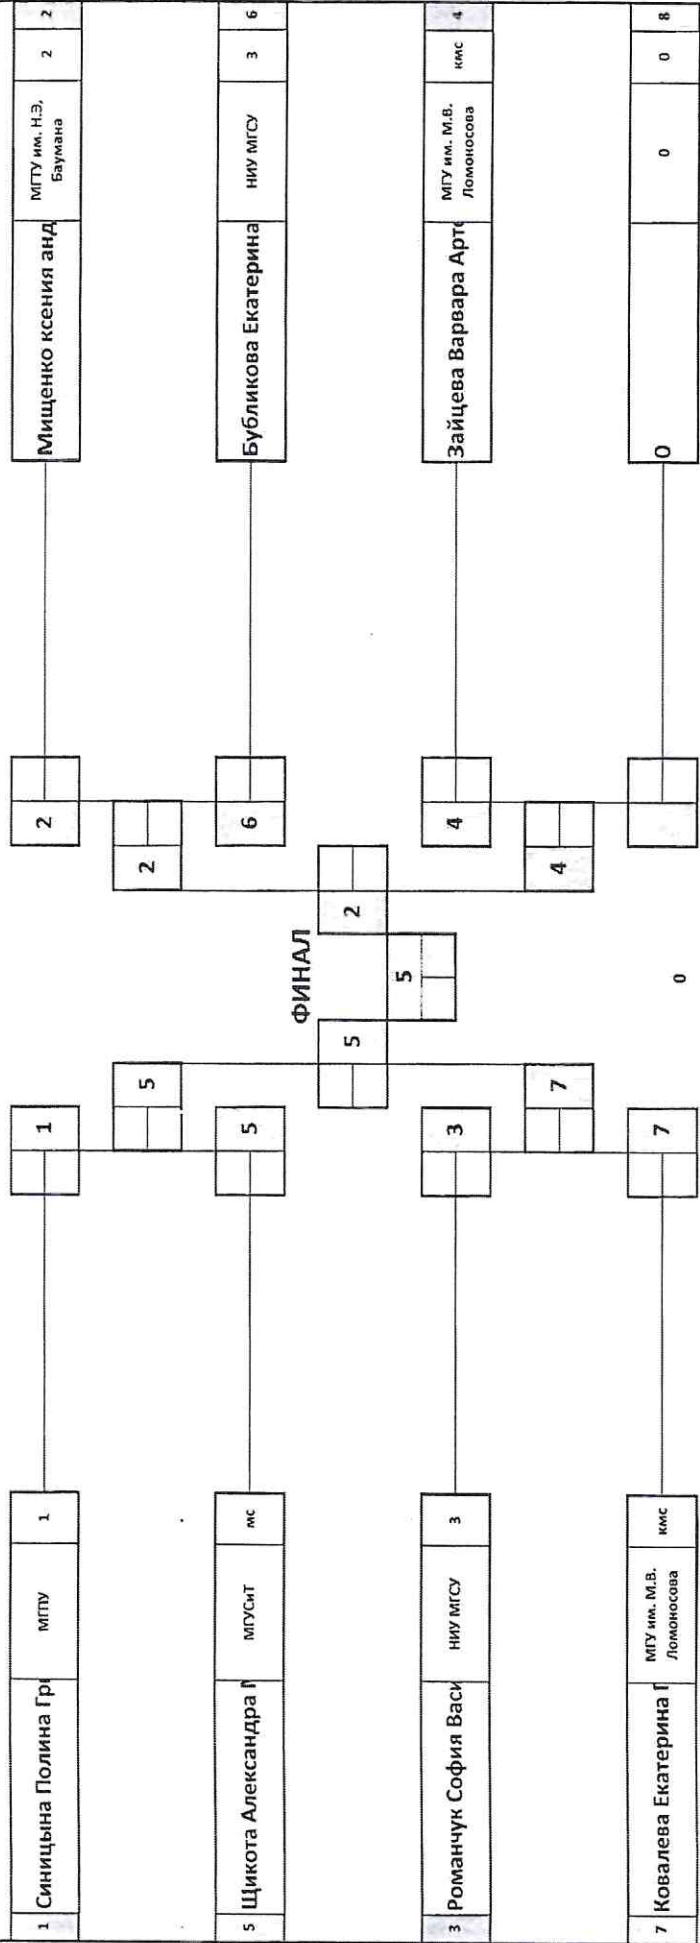 1 Синицына Полина Гр
МГПУ
1
5 Щикота Александра
МГУСиТ
мс
3 Романчук София Васи
НИУ МГСУ
3
7 Ковалева Екатерина
МГУ им. М.В.
Ломоносова
кмс
1
5
5
3
7
7
ФИНАЛ
5
5
2
0
2
2
6
4
4
Мищенко ксения анд
МГТУ им. Н.Э.
Баумана
2
2
Бубликова Екатерина
НИУ МГСУ
3
6
Зайцева Варвара Арт
МГУ им. М.В.
Ломоносова
кмс
4
0
0
0
8